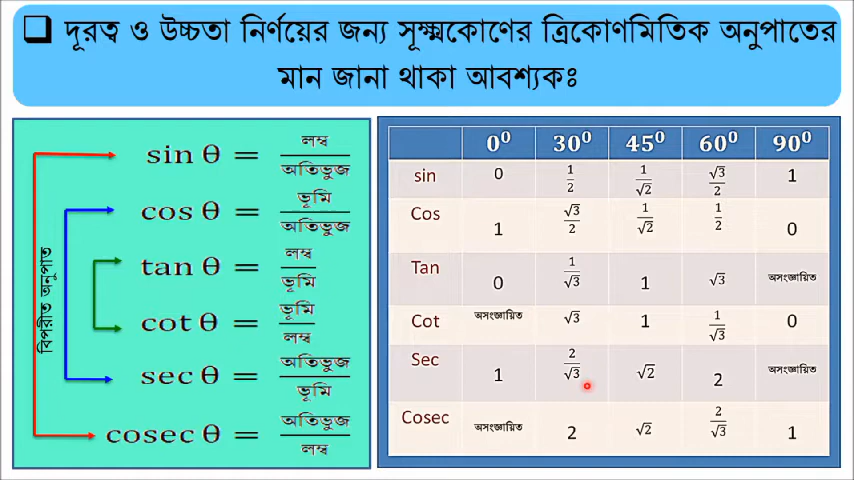 ❑ দূরত্ব ও উচ্চতা নির্ণয়ের জন্য সূক্ষ্মকোণের ত্রিকোণমিতিক অনুপাতের
মান জানা থাকা আবশ্যকঃ
বিপরীত অনুপাত
sin θ = লম্ব/অতিভুজ
cos θ = ভূমি/অতিভুজ
tan θ = লম্ব/ভূমি
cot θ = ভূমি/লম্ব
sec θ = অতিভুজ/ভূমি
cosec θ = অতিভুজ/লম্ব
0⁰ 30⁰ 45⁰ 60⁰ 90⁰
sin 0 1/2 1/√2 √3/2 1
Cos 1 √3/2 1/√2 1/2 0
Tan 0 1/√3 1 √3 অসংজ্ঞায়িত
Cot অসংজ্ঞায়িত √3 1 1/√3 0
Sec 1 2/√3 √2 2 অসংজ্ঞায়িত
Cosec অসংজ্ঞায়িত 2 √2 2/√3 1